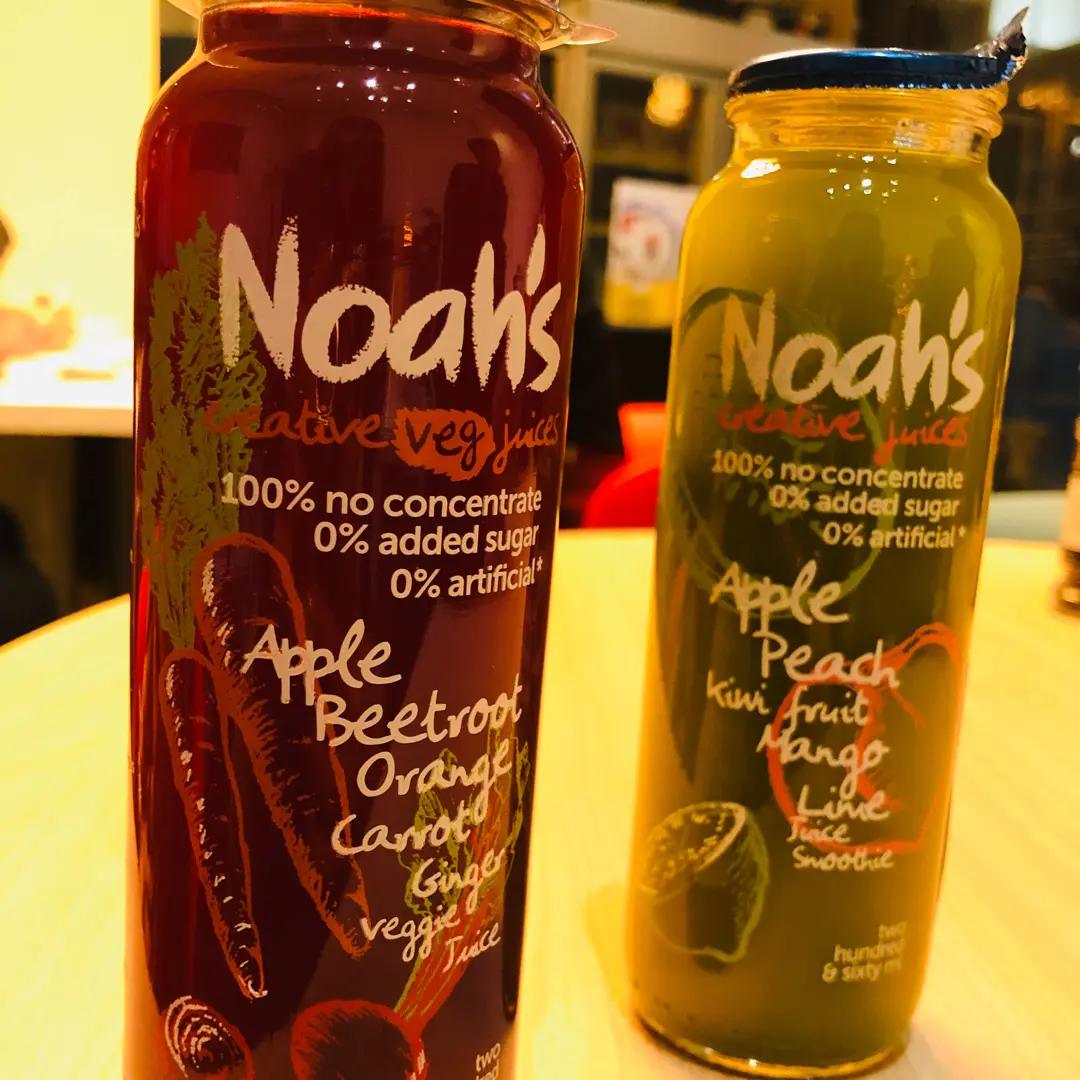 Noah's
creative veg juices
100% no concentrate
0% added sugar
0% artificial*
Apple
Beetroot
Orange
Carrot
Ginger
veggie
Juice
two
Noah's
creative juices
100% no concentrate
0% added sugar
0% artificial*
Apple
Peach
kiwi fruit
Mango
Lime
Juice
Smoothie
two
hundred
& sixty ml